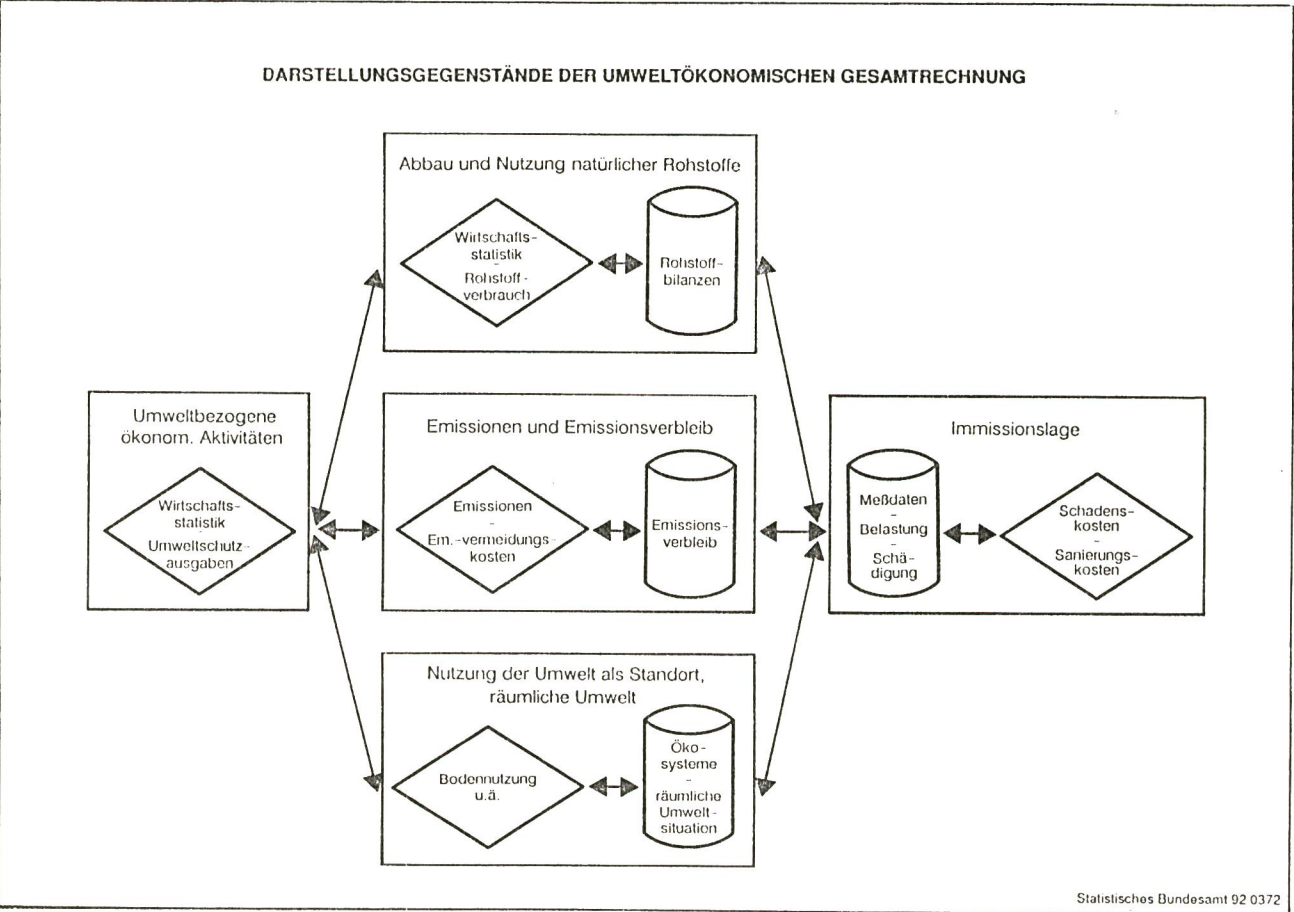 DARSTELLUNGSGEGENSTÄNDE DER UMWELTÖKONOMISCHEN GESAMTRECHNUNG
Abbau und Nutzung natürlicher Rohstoffe
Wirtschafts-
statistik
-
Rohstoff-
verbrauch
Rohstoff-
bilanzen
Umweltbezogene
ökonom. Aktivitäten
Wirtschafts-
statistik
-
Umweltschutz-
ausgaben
Emissionen und Emissionsverbleib
Emissionen
-
Em.-vermeidungs-
kosten
Emissions-
verbleib
Immissionslage
Meßdaten
-
Belastung
-
Schä-
digung
Schadens-
kosten
-
Sanierungs-
kosten
Nutzung der Umwelt als Standort,
räumliche Umwelt
Bodennutzung
u.ä.
Öko-
systeme
-
räumliche
Umwelt-
situation
Statistisches Bundesamt 92 0372